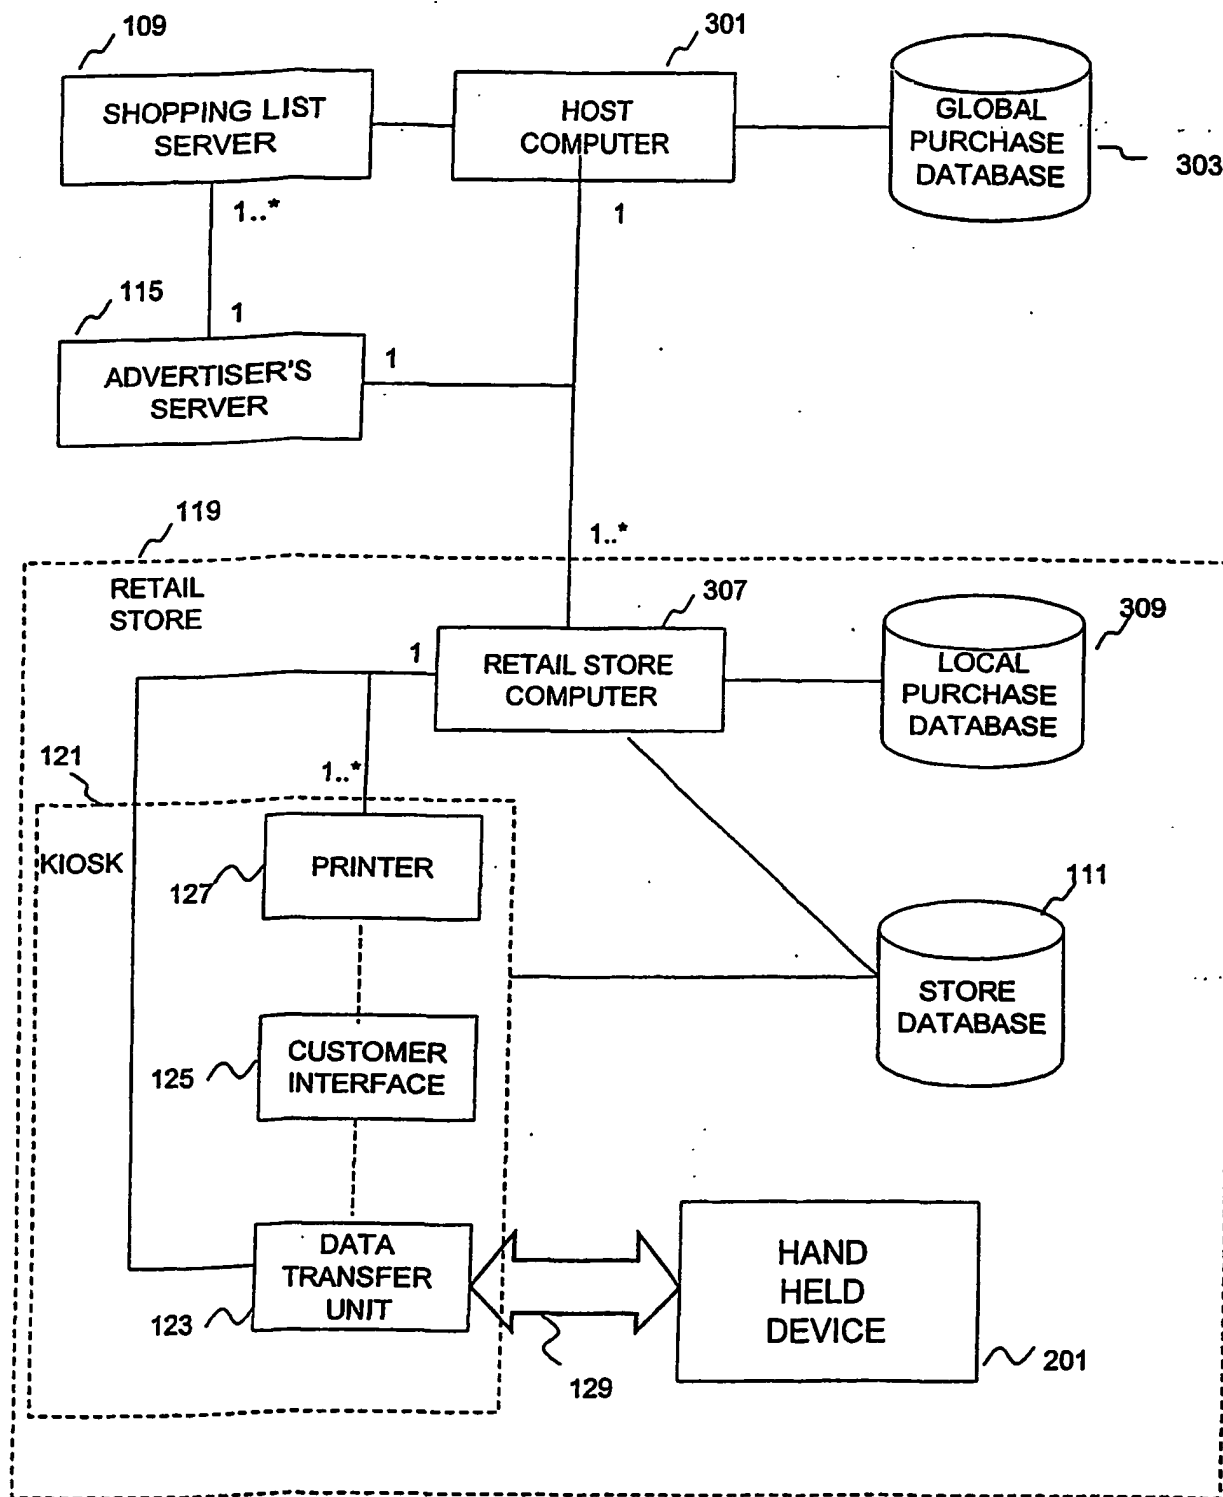 109
301
SHOPPING LIST
SERVER
HOST
COMPUTER
GLOBAL
PURCHASE
DATABASE
303
1..*
1
115
1
1
ADVERTISER'S
SERVER
1..*
119
RETAIL
STORE
307
309
1
RETAIL STORE
COMPUTER
LOCAL
PURCHASE
DATABASE
121
1..*
KIOSK
PRINTER
127
111
STORE
DATABASE
CUSTOMER
INTERFACE
125
DATA
TRANSFER
UNIT
123
HAND
HELD
DEVICE
129
201